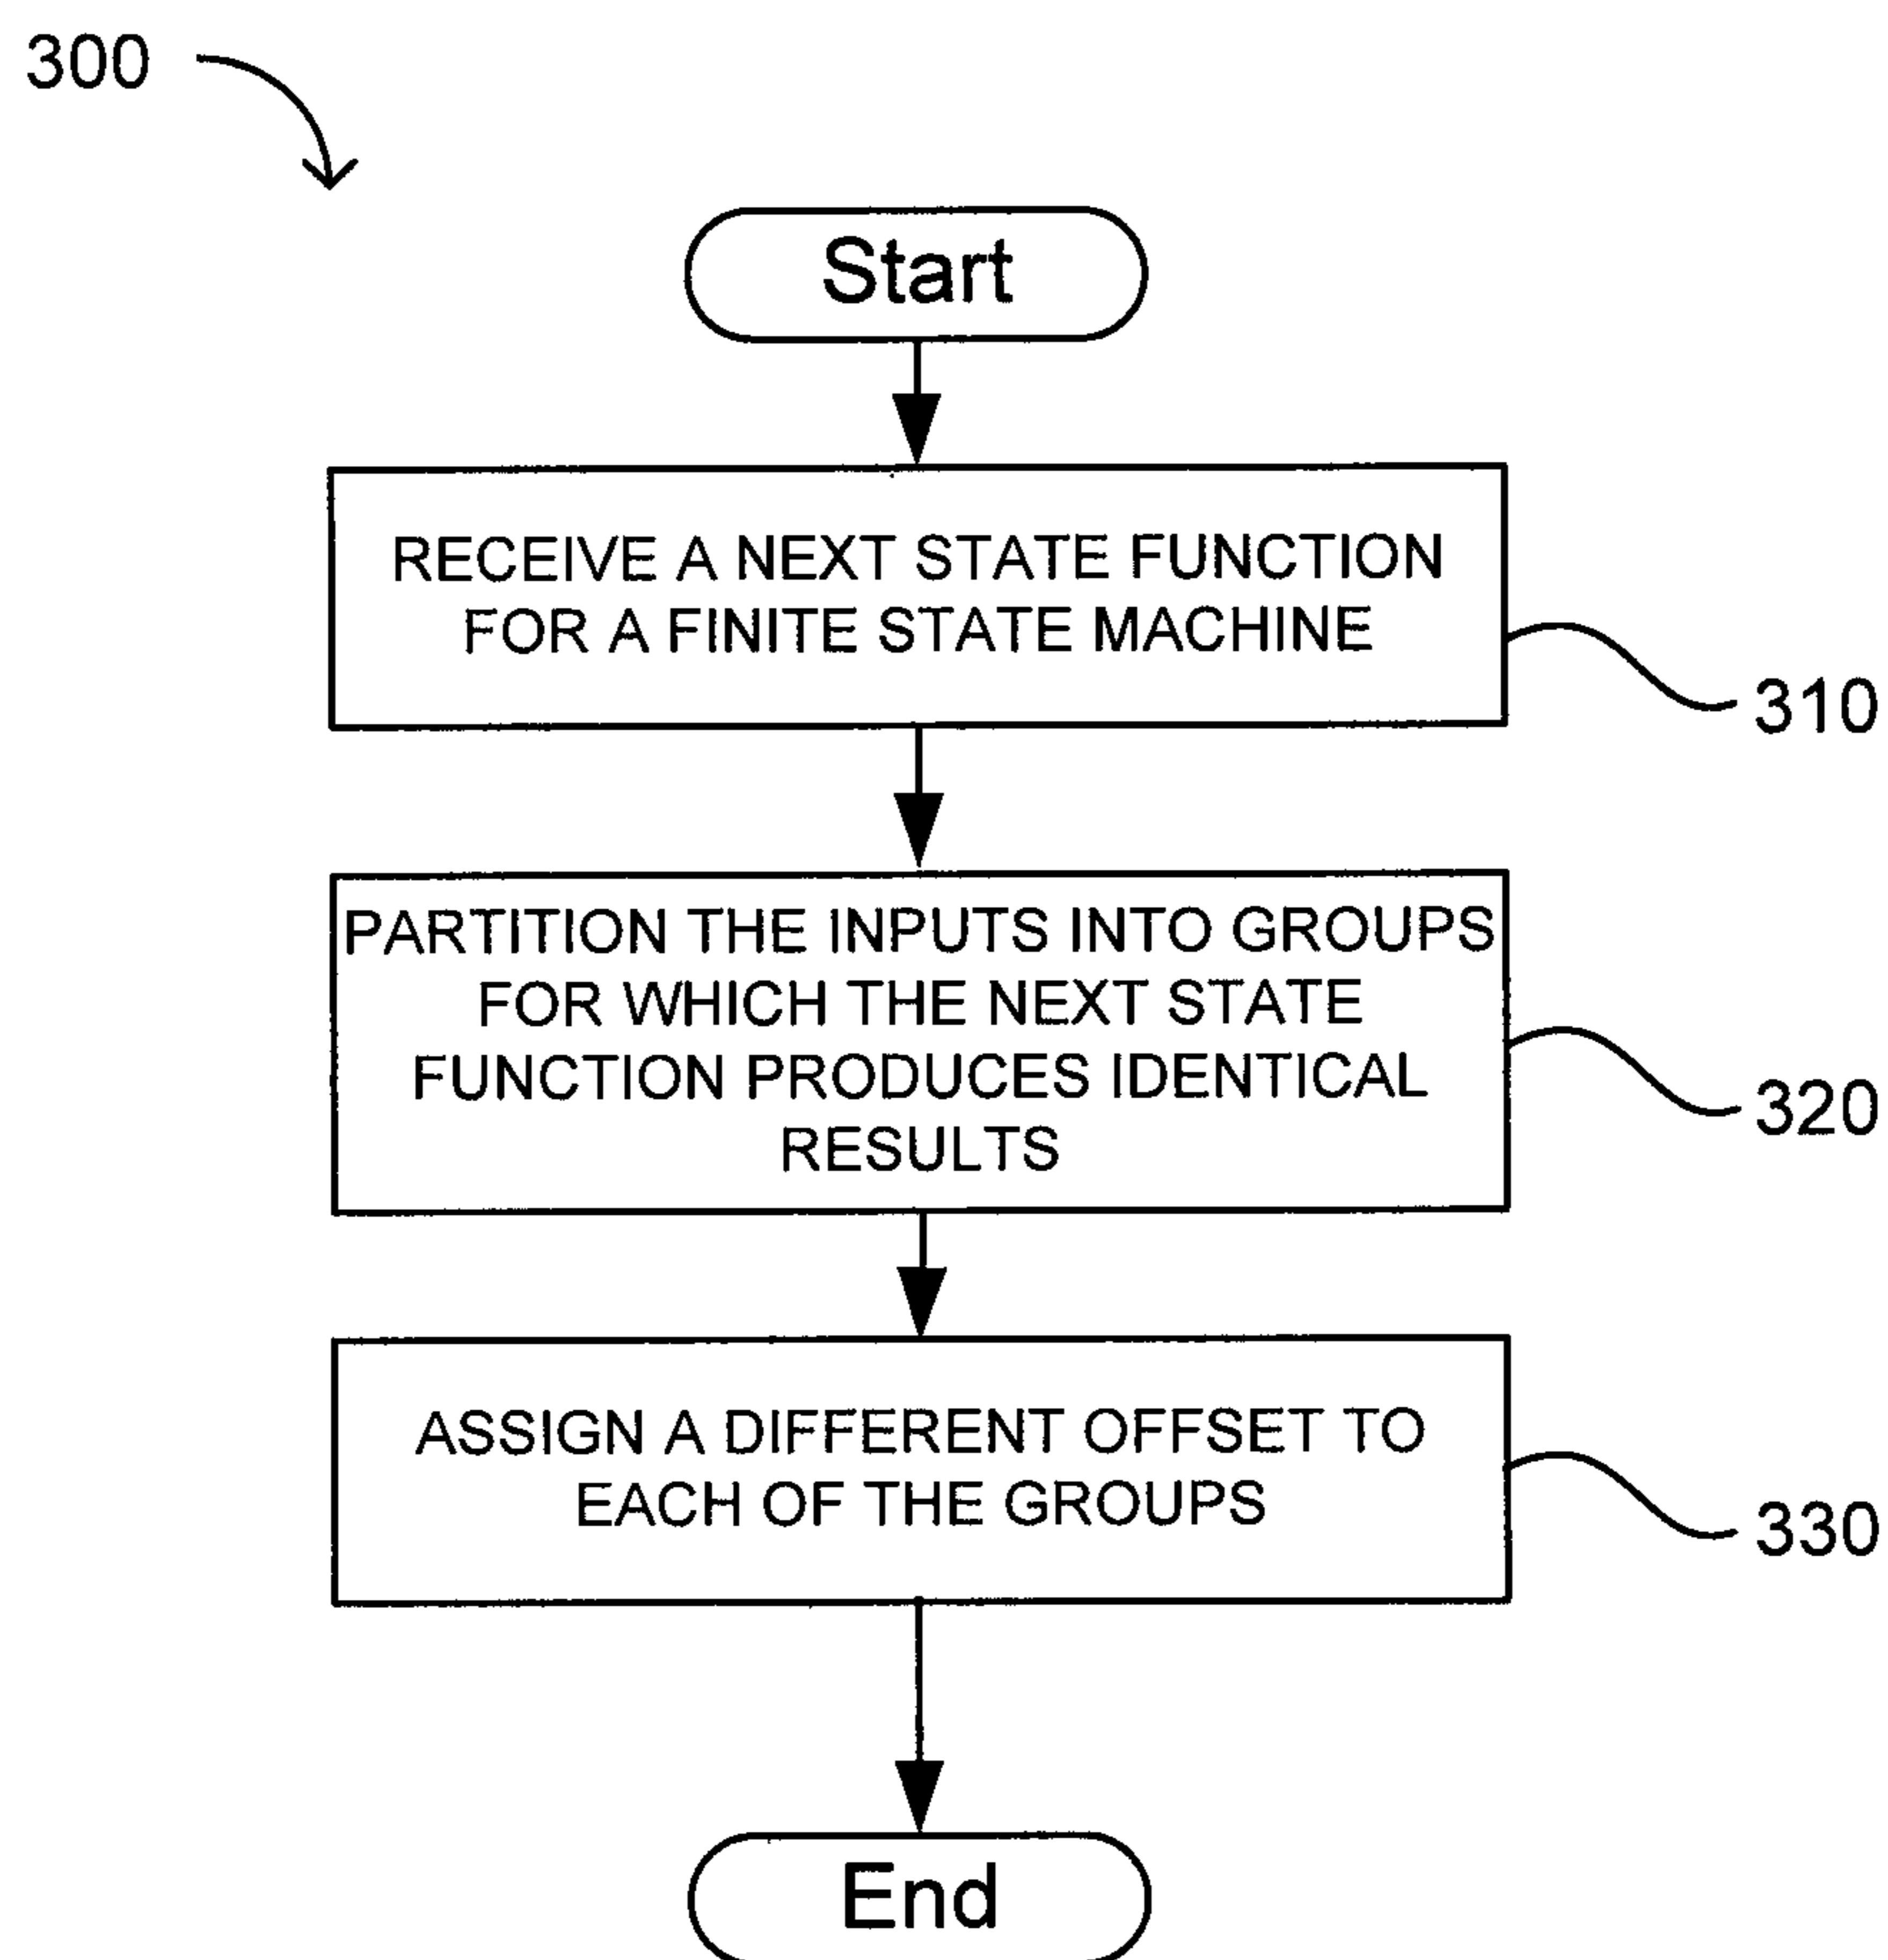 300
Start
RECEIVE A NEXT STATE FUNCTION
FOR A FINITE STATE MACHINE
310
PARTITION THE INPUTS INTO GROUPS
FOR WHICH THE NEXT STATE
FUNCTION PRODUCES IDENTICAL
RESULTS
320
ASSIGN A DIFFERENT OFFSET TO
EACH OF THE GROUPS
330
End